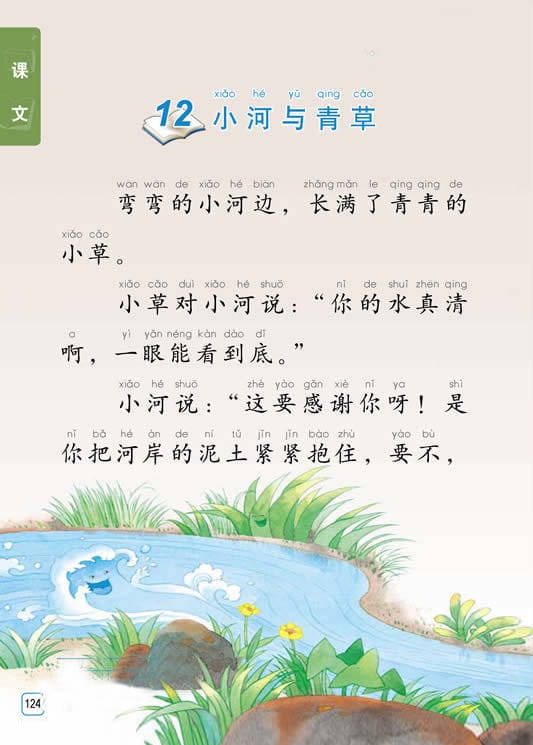 课
文
xiǎo hé yǔ qīng cǎo
12 小河与青草
wān wān de xiǎo hé biān zhǎng mǎn le qīng qīng de
弯弯的小河边，长满了青青的
xiǎo cǎo
小草。
xiǎo cǎo duì xiǎo hé shuō nǐ de shuǐ zhēn qīng
小草对小河说：“你的水真清
a yì yǎn néng kàn dào dǐ
啊，一眼能看到底。”
xiǎo hé shuō zhè yào gǎn xiè nǐ ya shì
小河说：“这要感谢你呀！是
nǐ bǎ hé àn de ní tǔ jǐn jǐn bào zhù yào bù
你把河岸的泥土紧紧抱住，要不，
124